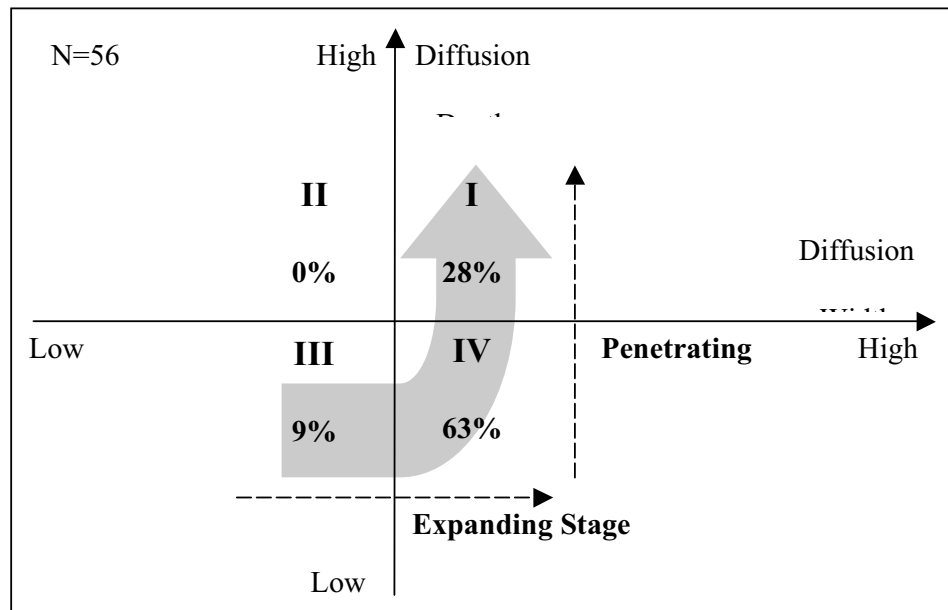 N=56
High Diffusion
II I
0% 28%
Diffusion
Low High
III IV Penetrating
9% 63%
Expanding Stage
Low